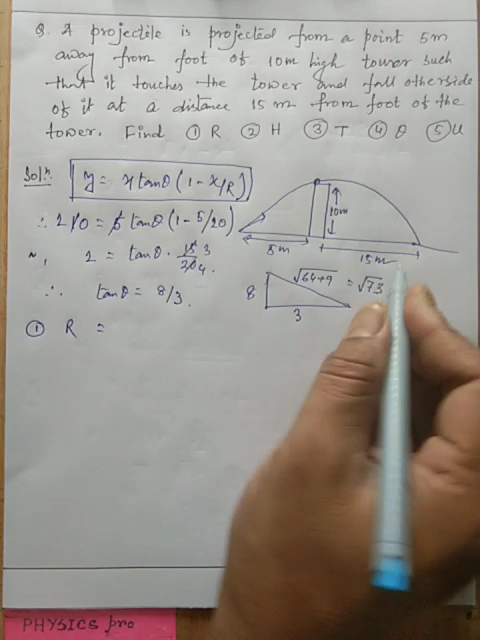 Q. A projectile is projected from a point 5m
away from foot of 10m high tower such
that it touches the tower and fall otherside
of it at a distance 15m from foot of the
tower. Find ① R ② H ③ T ④ θ ⑤ U
Solⁿ. y = x tanθ (1 - x/R)
∴ 2 10 = 5 tanθ (1 - 5/20)
10m
5m
15m
∴, 2 = tanθ · 15 3 / 20 4.
∴ tanθ = 8/3.
8
√64+9 = √73
3
① R =
PHYSICS pro